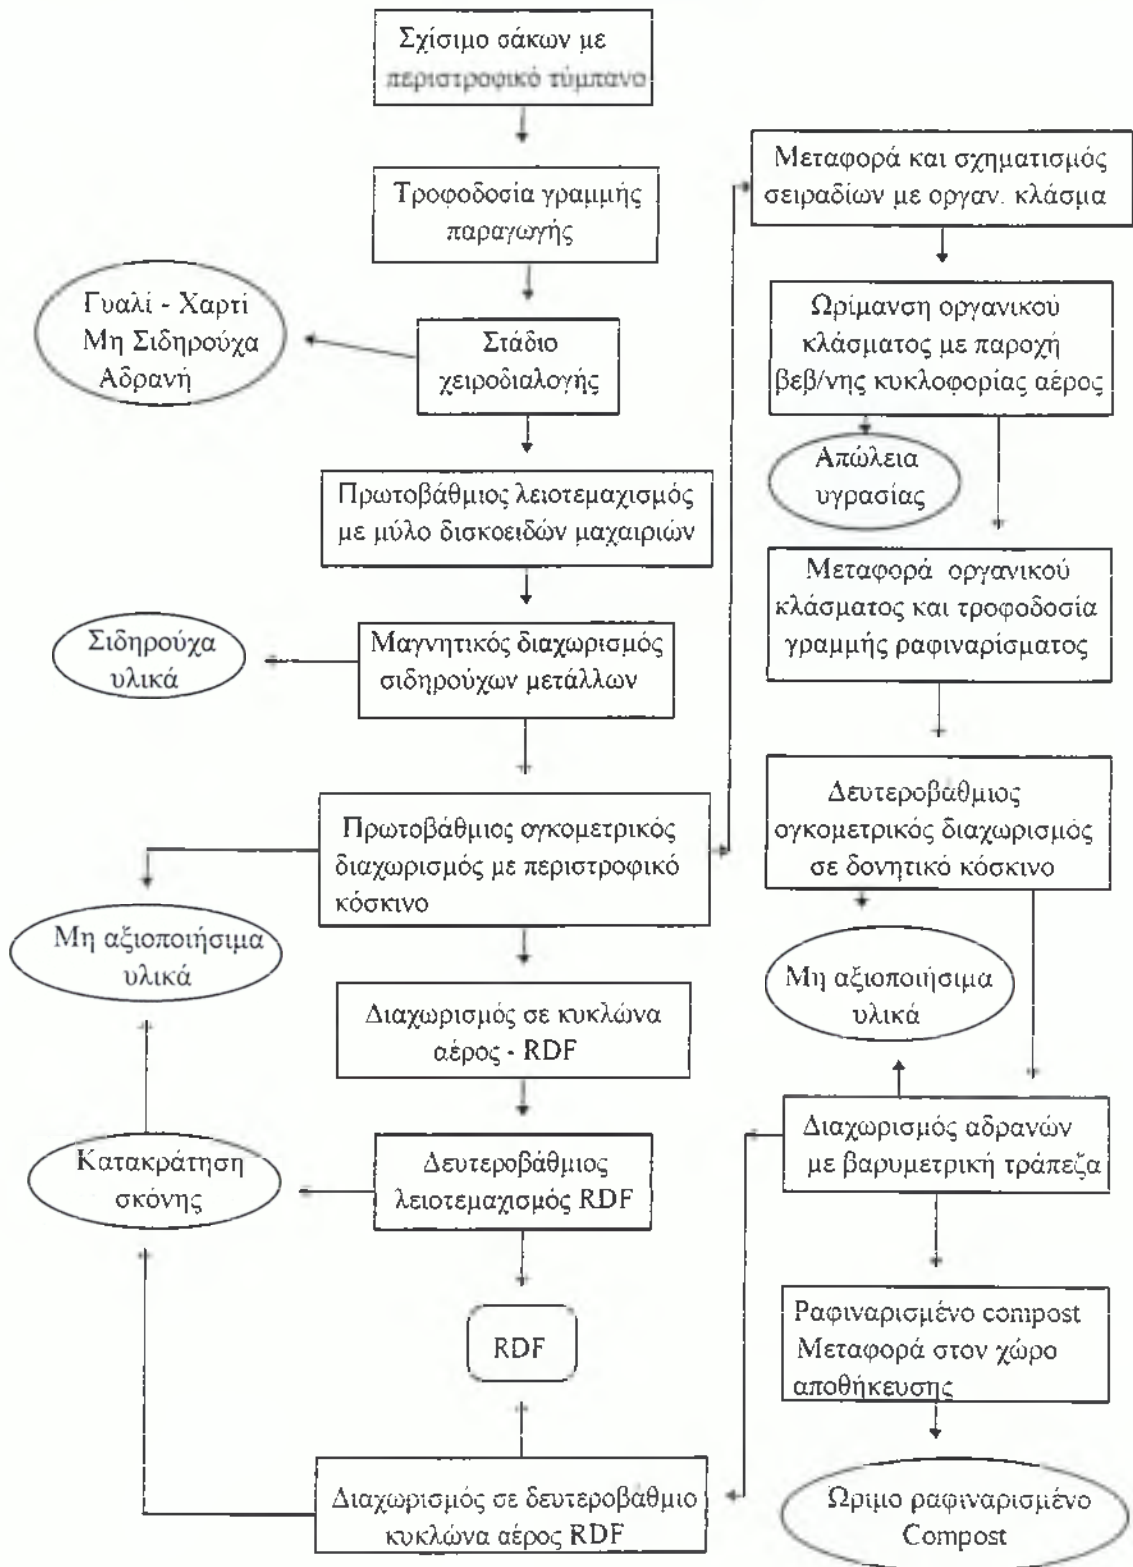 Σχίσιμο σάκων με
περιστροφικό τύμπανο
Τροφοδοσία γραμμής
παραγωγής
Γυαλί - Χαρτί
Μη Σιδηρούχα
Αδρανή
Στάδιο
χειροδιαλογής
Πρωτοβάθμιος λειοτεμαχισμός
με μύλο δισκοειδών μαχαιριών
Σιδηρούχα
υλικά
Μαγνητικός διαχωρισμός
σιδηρούχων μετάλλων
Πρωτοβάθμιος ογκομετρικός
διαχωρισμός με περιστροφικό
κόσκινο
Μη αξιοποιήσιμα
υλικά
Διαχωρισμός σε κυκλώνα
αέρος - RDF
Κατακράτηση
σκόνης
Δευτεροβάθμιος
λειοτεμαχισμός RDF
RDF
Διαχωρισμός σε δευτεροβάθμιο
κυκλώνα αέρος RDF
Μεταφορά και σχηματισμός
σειραδίων με οργαν. κλάσμα
Ωρίμανση οργανικού
κλάσματος με παροχή
βεβ/νης κυκλοφορίας αέρος
Απώλεια
υγρασίας
Μεταφορά οργανικού
κλάσματος και τροφοδοσία
γραμμής ραφιναρίσματος
Δευτεροβάθμιος
ογκομετρικός διαχωρισμός
σε δονητικό κόσκινο
Μη αξιοποιήσιμα
υλικά
Διαχωρισμός αδρανών
με βαρυμετρική τράπεζα
Ραφιναρισμένο compost
Μεταφορά στον χώρο
αποθήκευσης
Ωριμο ραφιναρισμένο
Compost